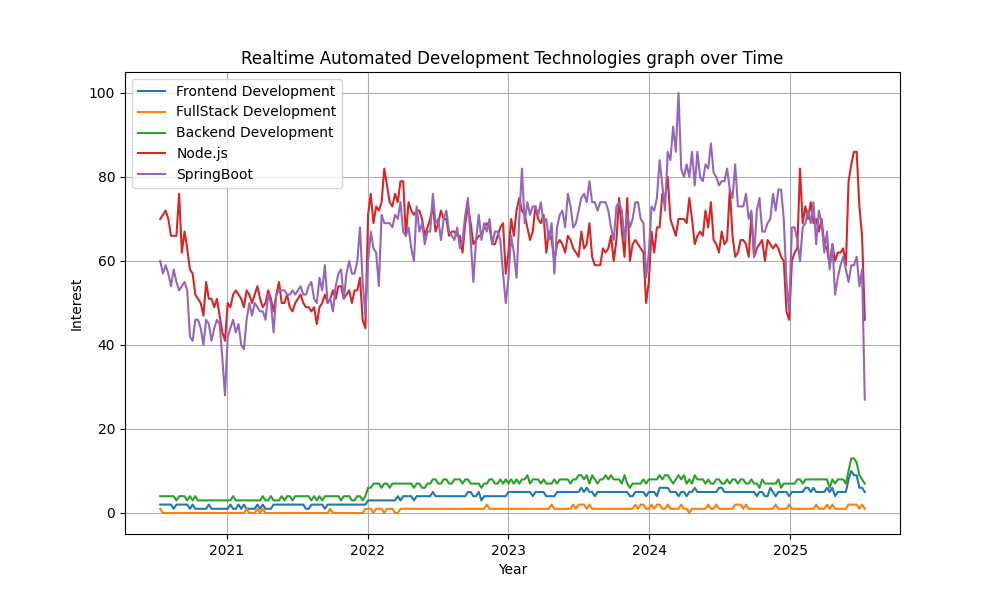 Realtime Automated Development Technologies graph over Time
Frontend Development
FullStack Development
Backend Development
Node.js
SpringBoot
100
80
60
40
20
0
Interest
2021 2022 2023 2024 2025
Year